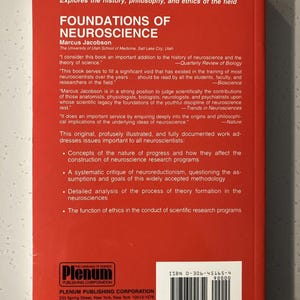 Explores the history, philosophy, and ethics of the field
FOUNDATIONS OF
NEUROSCIENCE
Marcus Jacobson
The University of Utah School of Medicine, Salt Lake City, Utah
"I consider this book an important addition to the history of neuroscience and the
theory of science." —Quarterly Review of Biology
This book serves to fill a significant void that has existed in the training of most
neuroscientists over the years should be read by all the students, faculty, and
researchers in the field." —Bioscience
"Marcus Jacobson is in a strong position to judge scientifically the contributions
of those anatomists, physiologists, biologists, neurologists, and psychiatrists upon
whose scientific legacy the foundations of the youthful discipline of neuroscience
rest." —Trends in Neurosciences
"It does an important service by enquiring deeply into the origins and philosophi-
cal implications of the underlying ideas of neuroscience." —Nature
This original, profusely illustrated, and fully documented work ad-
dresses issues important to all neuroscientists:
• Concepts of the nature of progress and how they affect the
construction of neuroscience research programs
• A systematic critique of neuroreductionism, questioning the as-
sumptions and goals of this widely accepted methodology
• Detailed analysis of the process of theory formation in the
neurosciences
• The function of ethics in the conduct of scientific research programs
Plenum
PUBLISHING CORPORATION
PLENUM PUBLISHING CORPORATION
233 Spring Street, New York, New York 10013-1578
ISBN 0-306-45165-4
90000